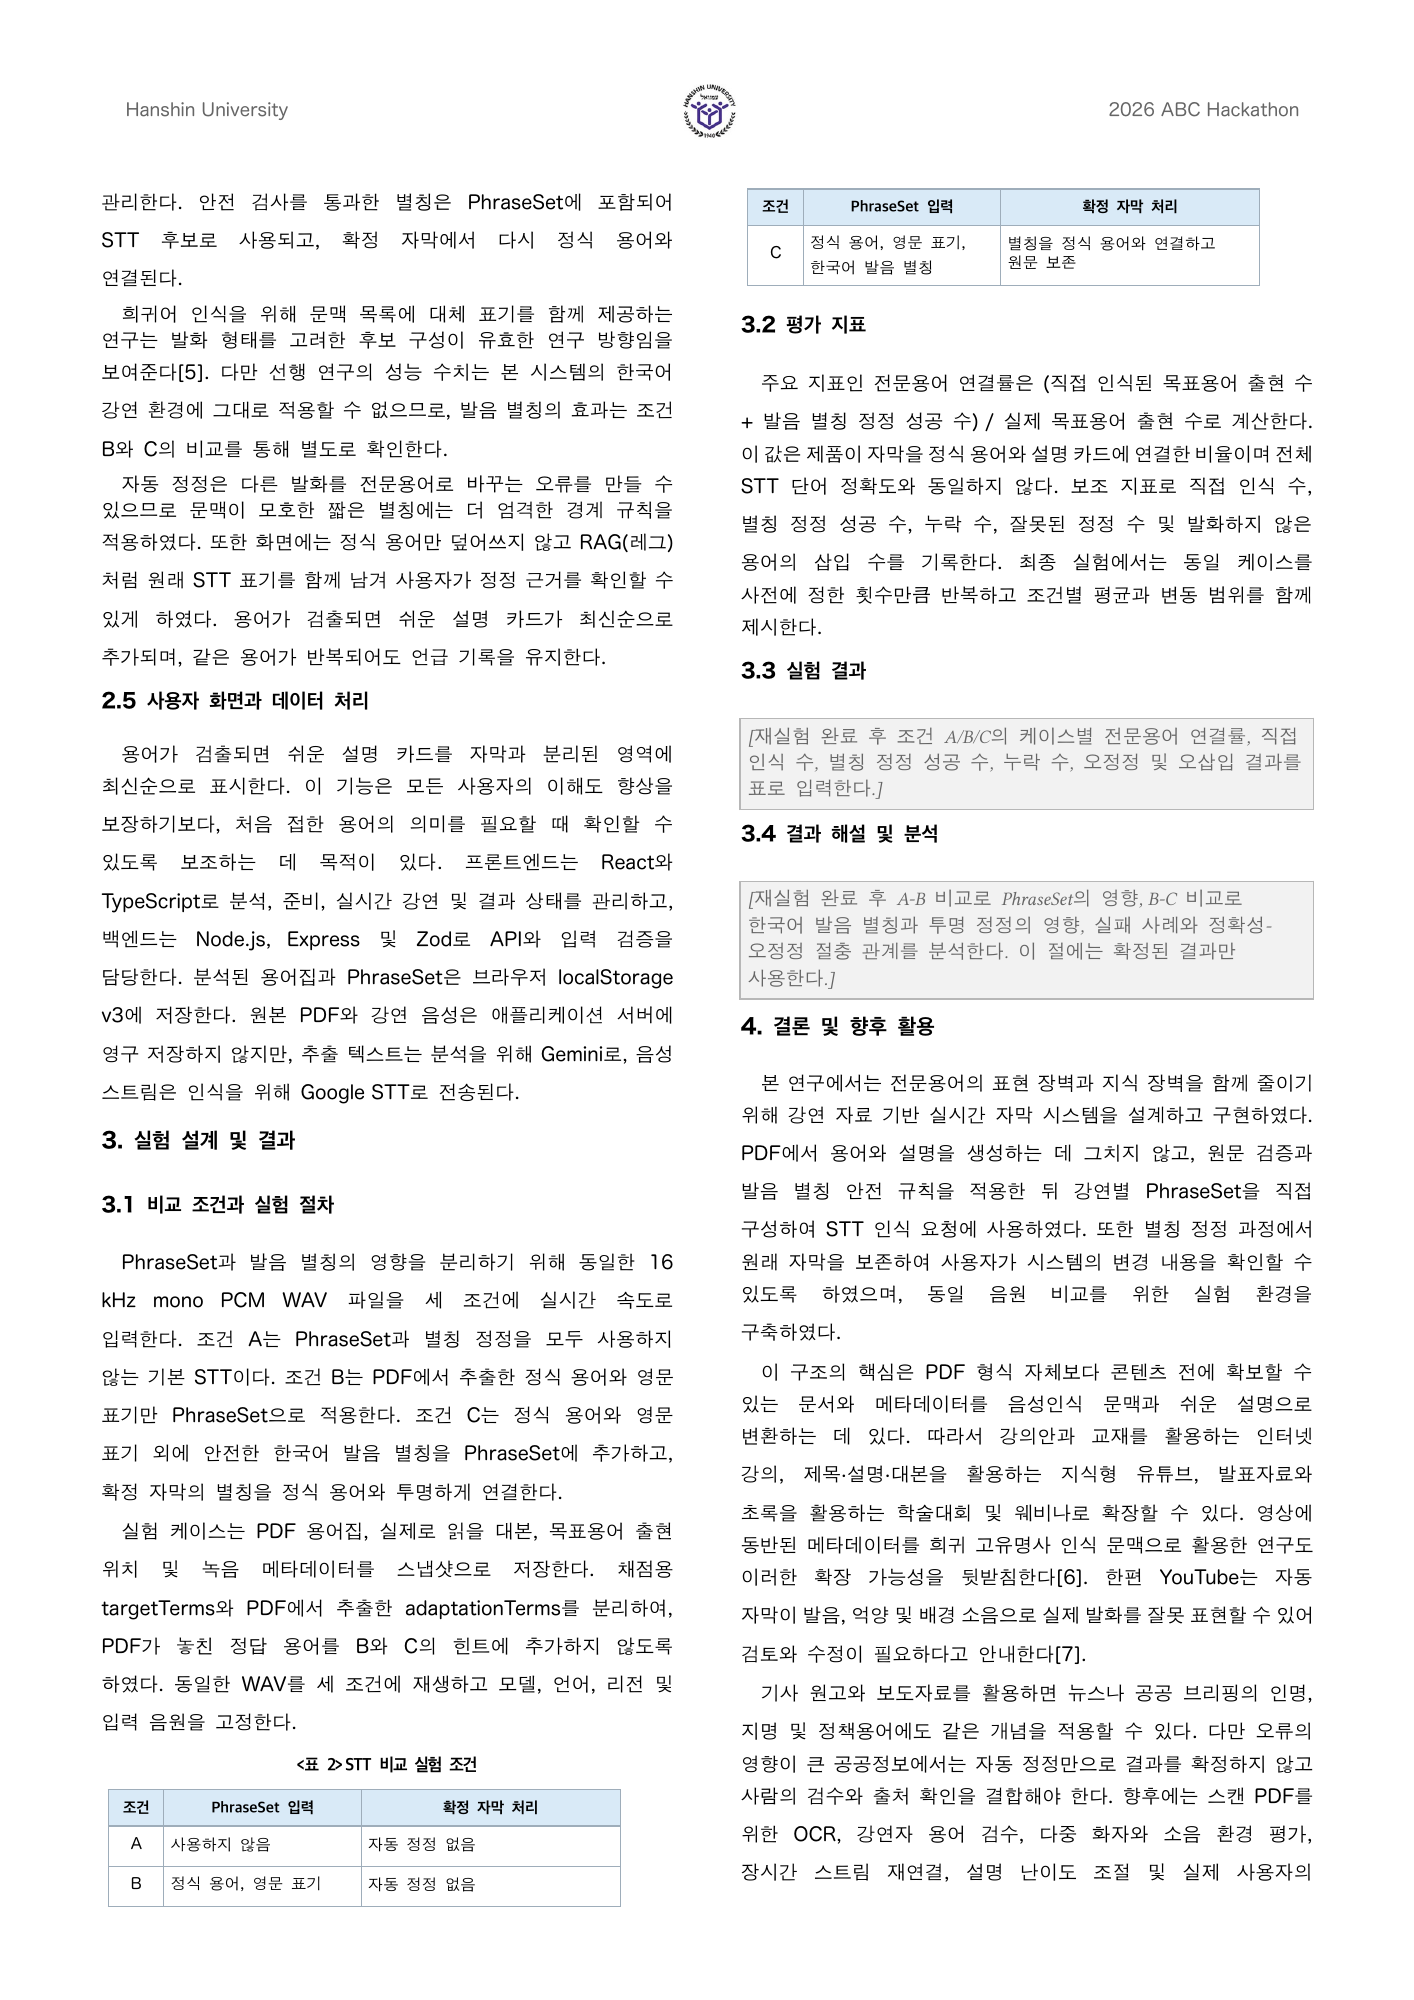 Hanshin University
HANSHIN UNIVERSITY
1940
2026 ABC Hackathon
관리한다. 안전 검사를 통과한 별칭은 PhraseSet에 포함되어
STT 후보로 사용되고, 확정 자막에서 다시 정식 용어와
연결된다.
희귀어 인식을 위해 문맥 목록에 대체 표기를 함께 제공하는
연구는 발화 형태를 고려한 후보 구성이 유효한 연구 방향임을
보여준다[5]. 다만 선행 연구의 성능 수치는 본 시스템의 한국어
강연 환경에 그대로 적용할 수 없으므로, 발음 별칭의 효과는 조건
B와 C의 비교를 통해 별도로 확인한다.
자동 정정은 다른 발화를 전문용어로 바꾸는 오류를 만들 수
있으므로 문맥이 모호한 짧은 별칭에는 더 엄격한 경계 규칙을
적용하였다. 또한 화면에는 정식 용어만 덮어쓰지 않고 RAG(레그)
처럼 원래 STT 표기를 함께 남겨 사용자가 정정 근거를 확인할 수
있게 하였다. 용어가 검출되면 쉬운 설명 카드가 최신순으로
추가되며, 같은 용어가 반복되어도 언급 기록을 유지한다.
2.5 사용자 화면과 데이터 처리
용어가 검출되면 쉬운 설명 카드를 자막과 분리된 영역에
최신순으로 표시한다. 이 기능은 모든 사용자의 이해도 향상을
보장하기보다, 처음 접한 용어의 의미를 필요할 때 확인할 수
있도록 보조하는 데 목적이 있다. 프론트엔드는 React와
TypeScript로 분석, 준비, 실시간 강연 및 결과 상태를 관리하고,
백엔드는 Node.js, Express 및 Zod로 API와 입력 검증을
담당한다. 분석된 용어집과 PhraseSet은 브라우저 localStorage
v3에 저장한다. 원본 PDF와 강연 음성은 애플리케이션 서버에
영구 저장하지 않지만, 추출 텍스트는 분석을 위해 Gemini로, 음성
스트림은 인식을 위해 Google STT로 전송된다.
3. 실험 설계 및 결과
3.1 비교 조건과 실험 절차
PhraseSet과 발음 별칭의 영향을 분리하기 위해 동일한 16
kHz mono PCM WAV 파일을 세 조건에 실시간 속도로
입력한다. 조건 A는 PhraseSet과 별칭 정정을 모두 사용하지
않는 기본 STT이다. 조건 B는 PDF에서 추출한 정식 용어와 영문
표기만 PhraseSet으로 적용한다. 조건 C는 정식 용어와 영문
표기 외에 안전한 한국어 발음 별칭을 PhraseSet에 추가하고,
확정 자막의 별칭을 정식 용어와 투명하게 연결한다.
실험 케이스는 PDF 용어집, 실제로 읽을 대본, 목표용어 출현
위치 및 녹음 메타데이터를 스냅샷으로 저장한다. 채점용
targetTerms와 PDF에서 추출한 adaptationTerms를 분리하여,
PDF가 놓친 정답 용어를 B와 C의 힌트에 추가하지 않도록
하였다. 동일한 WAV를 세 조건에 재생하고 모델, 언어, 리전 및
입력 음원을 고정한다.
<표 2> STT 비교 실험 조건
조건 PhraseSet 입력 확정 자막 처리
A 사용하지 않음 자동 정정 없음
B 정식 용어, 영문 표기 자동 정정 없음
조건 PhraseSet 입력 확정 자막 처리
C 정식 용어, 영문 표기, 한국어 발음 별칭 별칭을 정식 용어와 연결하고 원문 보존
3.2 평가 지표
주요 지표인 전문용어 연결률은 (직접 인식된 목표용어 출현 수
+ 발음 별칭 정정 성공 수) / 실제 목표용어 출현 수로 계산한다.
이 값은 제품이 자막을 정식 용어와 설명 카드에 연결한 비율이며 전체
STT 단어 정확도와 동일하지 않다. 보조 지표로 직접 인식 수,
별칭 정정 성공 수, 누락 수, 잘못된 정정 수 및 발화하지 않은
용어의 삽입 수를 기록한다. 최종 실험에서는 동일 케이스를
사전에 정한 횟수만큼 반복하고 조건별 평균과 변동 범위를 함께
제시한다.
3.3 실험 결과
[재실험 완료 후 조건 A/B/C의 케이스별 전문용어 연결률, 직접
인식 수, 별칭 정정 성공 수, 누락 수, 오정정 및 오삽입 결과를
표로 입력한다.]
3.4 결과 해설 및 분석
[재실험 완료 후 A-B 비교로 PhraseSet의 영향, B-C 비교로
한국어 발음 별칭과 투명 정정의 영향, 실패 사례와 정확성-
오정정 절충 관계를 분석한다. 이 절에는 확정된 결과만
사용한다.]
4. 결론 및 향후 활용
본 연구에서는 전문용어의 표현 장벽과 지식 장벽을 함께 줄이기
위해 강연 자료 기반 실시간 자막 시스템을 설계하고 구현하였다.
PDF에서 용어와 설명을 생성하는 데 그치지 않고, 원문 검증과
발음 별칭 안전 규칙을 적용한 뒤 강연별 PhraseSet을 직접
구성하여 STT 인식 요청에 사용하였다. 또한 별칭 정정 과정에서
원래 자막을 보존하여 사용자가 시스템의 변경 내용을 확인할 수
있도록 하였으며, 동일 음원 비교를 위한 실험 환경을
구축하였다.
이 구조의 핵심은 PDF 형식 자체보다 콘텐츠 전에 확보할 수
있는 문서와 메타데이터를 음성인식 문맥과 쉬운 설명으로
변환하는 데 있다. 따라서 강의안과 교재를 활용하는 인터넷
강의, 제목·설명·대본을 활용하는 지식형 유튜브, 발표자료와
초록을 활용하는 학술대회 및 웨비나로 확장할 수 있다. 영상에
동반된 메타데이터를 희귀 고유명사 인식 문맥으로 활용한 연구도
이러한 확장 가능성을 뒷받침한다[6]. 한편 YouTube는 자동
자막이 발음, 억양 및 배경 소음으로 실제 발화를 잘못 표현할 수 있어
검토와 수정이 필요하다고 안내한다[7].
기사 원고와 보도자료를 활용하면 뉴스나 공공 브리핑의 인명,
지명 및 정책용어에도 같은 개념을 적용할 수 있다. 다만 오류의
영향이 큰 공공정보에서는 자동 정정만으로 결과를 확정하지 않고
사람의 검수와 출처 확인을 결합해야 한다. 향후에는 스캔 PDF를
위한 OCR, 강연자 용어 검수, 다중 화자와 소음 환경 평가,
장시간 스트림 재연결, 설명 난이도 조절 및 실제 사용자의